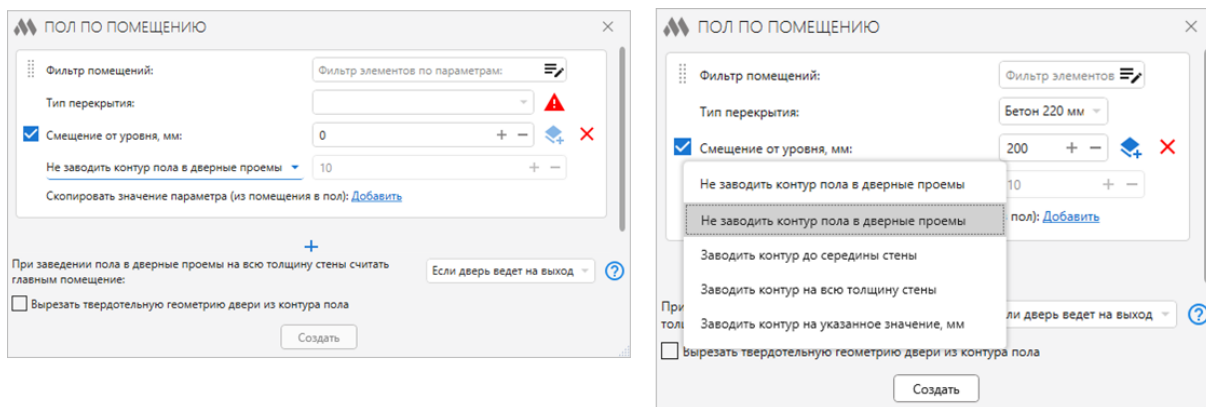 ПОЛ ПО ПОМЕЩЕНИЮ
Фильтр помещений:
Фильтр элементов по параметрам:
Тип перекрытия:
Смещение от уровня, мм:
0
Не заводить контур пола в дверные проемы
10
Скопировать значение параметра (из помещения в пол): Добавить
При заведении пола в дверные проемы на всю толщину стены считать
главным помещение:
Если дверь ведет на выход
Вырезать твердотельную геометрию двери из контура пола
Создать
ПОЛ ПО ПОМЕЩЕНИЮ
Фильтр помещений:
Фильтр элементов
Тип перекрытия:
Бетон 220 мм
Смещение от уровня, мм:
200
Не заводить контур пола в дверные проемы
10
Не заводить контур пола в дверные проемы
пол): Добавить
Заводить контур до середины стены
Заводить контур на всю толщину стены
При
ли дверь ведет на выход
Заводить контур на указанное значение, мм
Вырезать твердотельную геометрию двери из контура пола
Создать